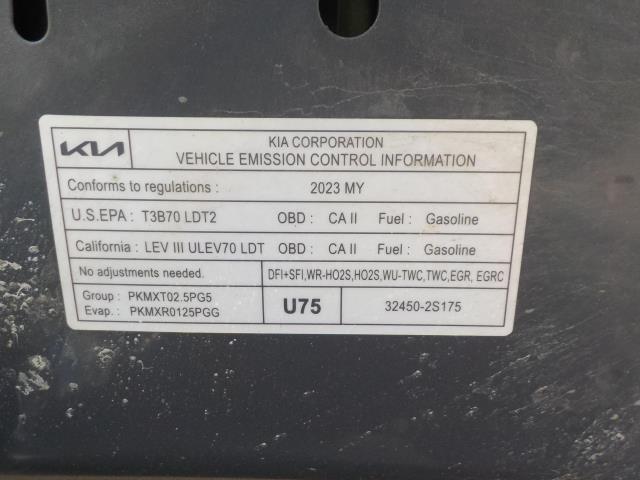 KIA
KIA CORPORATION
VEHICLE EMISSION CONTROL INFORMATION
Conforms to regulations : 2023 MY
U.S.EPA : T3B70 LDT2 OBD : CA II Fuel : Gasoline
California : LEV III ULEV70 LDT OBD : CA II Fuel : Gasoline
No adjustments needed. DFI+SFI,WR-HO2S,HO2S,WU-TWC,TWC,EGR, EGRC
Group : PKMXT02.5PG5
Evap. : PKMXR0125PGG
U75
32450-2S175